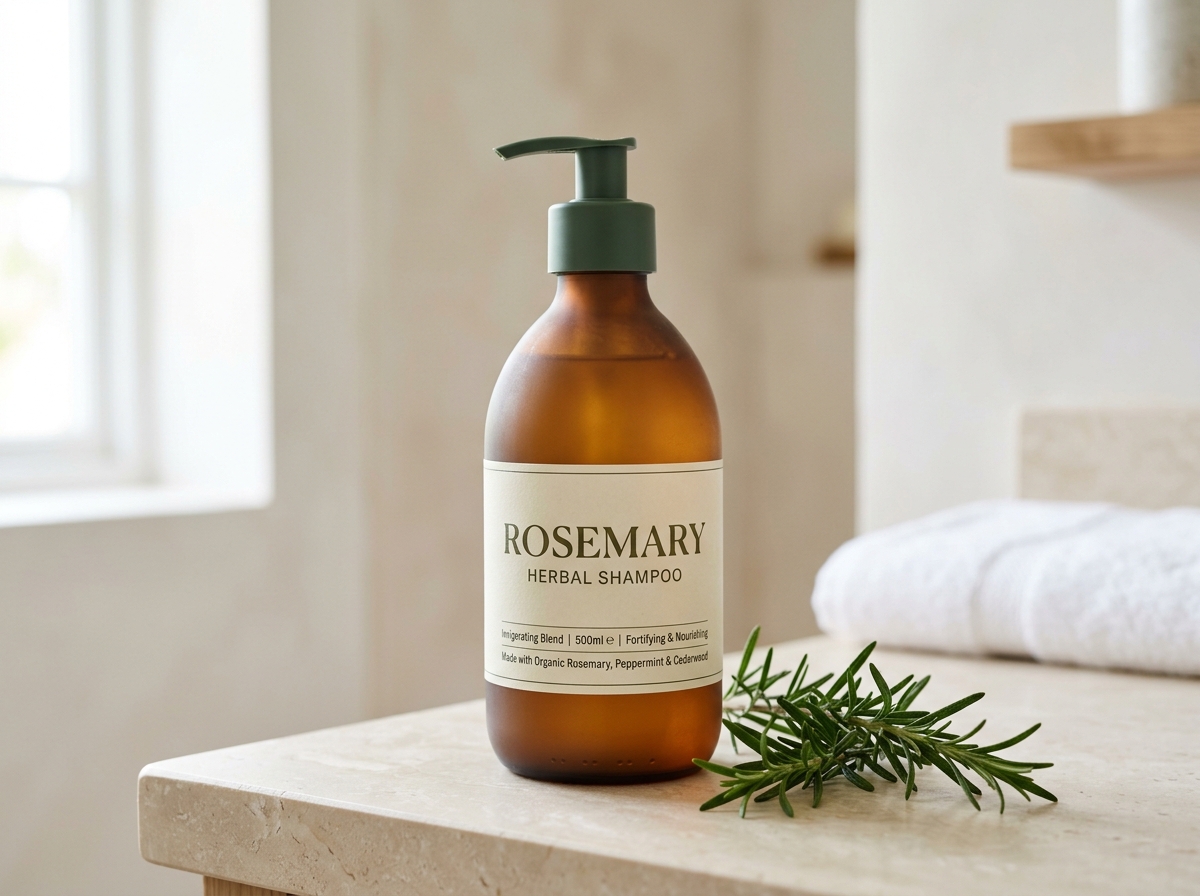 ROSEMARY
HERBAL SHAMPOO
Invigerating Blend | 500ml ℮ | Fortifying & Nourishing
Made with Organic Rosemary, Peppermint & Cedarwood